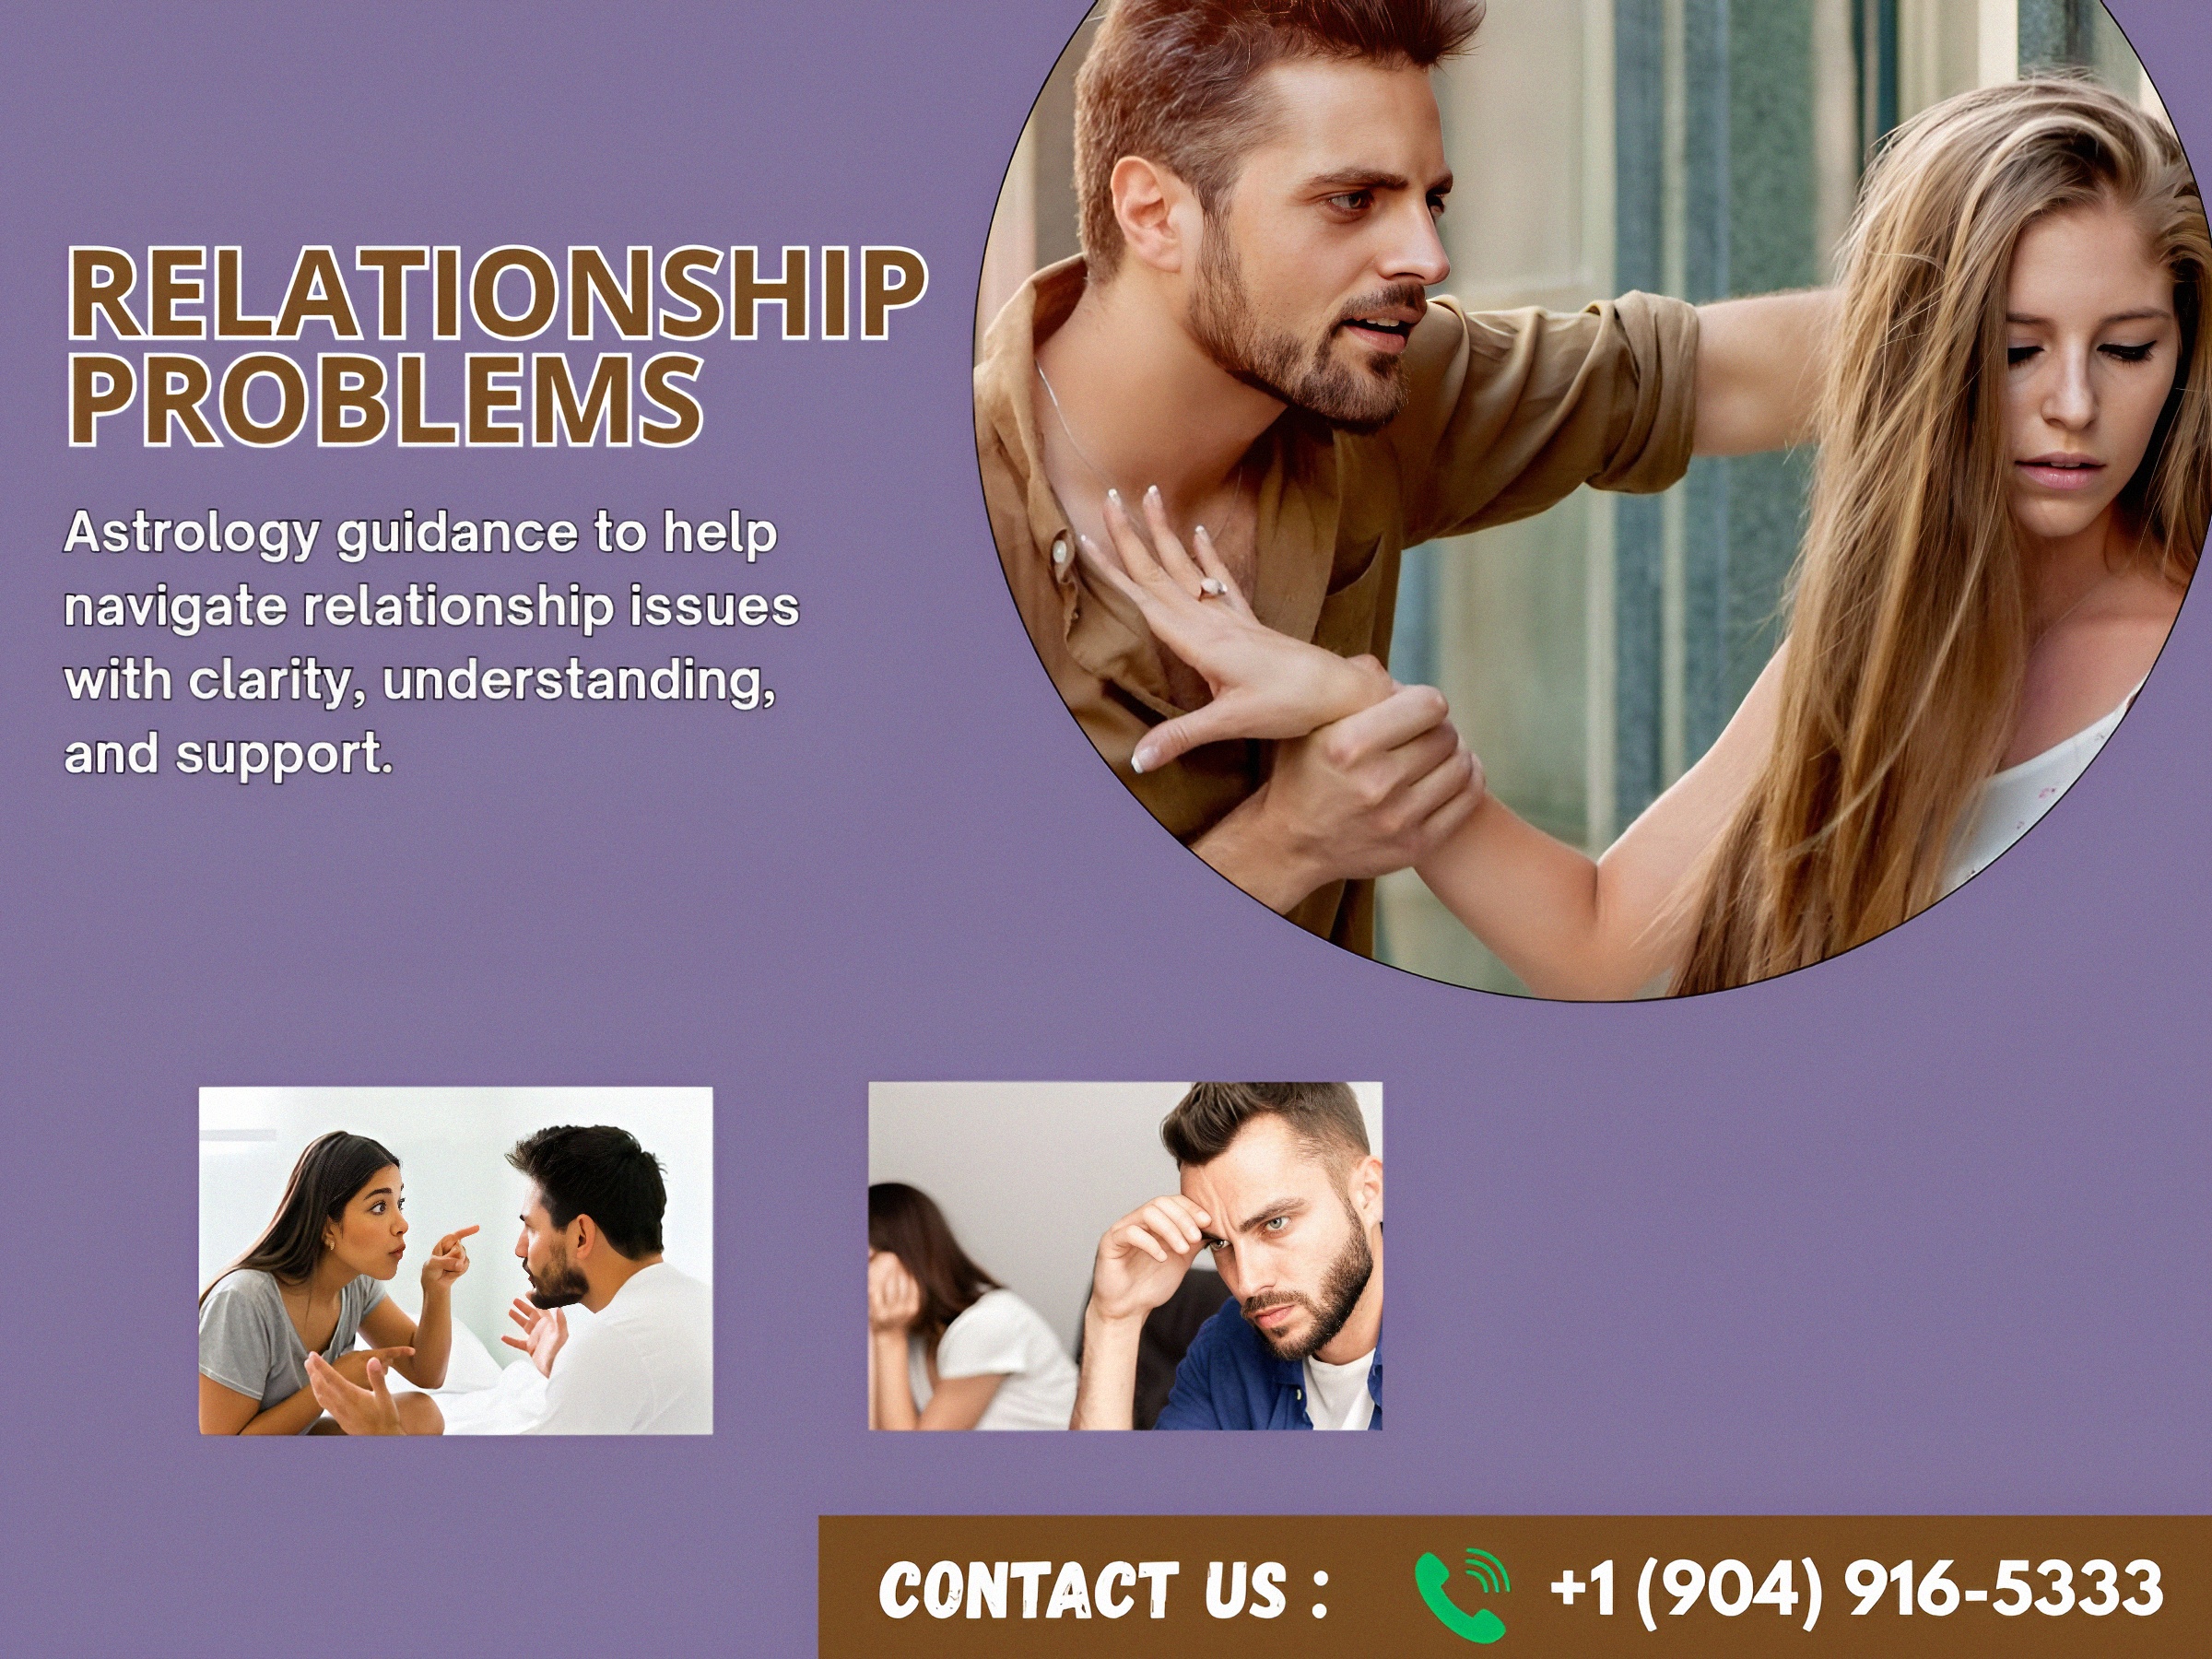 RELATIONSHIP
PROBLEMS
Astrology guidance to help
navigate relationship issues
with clarity, understanding,
and support.
CONTACT US : +1 (904) 916-5333